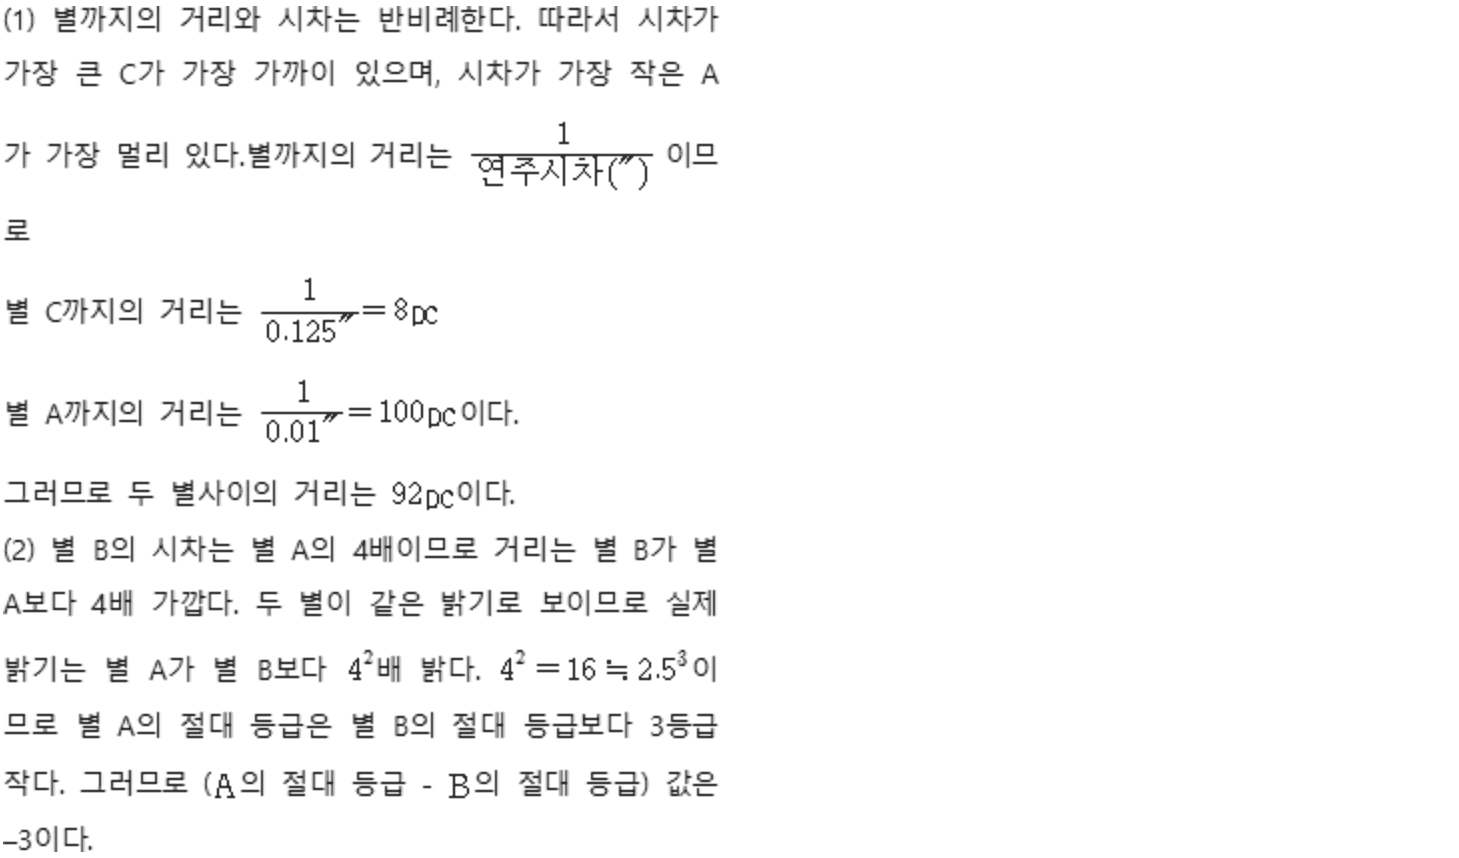 (1) 별까지의 거리와 시차는 반비례한다. 따라서 시차가
가장 큰 C가 가장 가까이 있으며, 시차가 가장 작은 A
가 가장 멀리 있다.별까지의 거리는 1/연주시차(″) 이므
로
별 C까지의 거리는 1/0.125″ = 8pc
별 A까지의 거리는 1/0.01″ = 100pc이다.
그러므로 두 별사이의 거리는 92pc이다.
(2) 별 B의 시차는 별 A의 4배이므로 거리는 별 B가 별
A보다 4배 가깝다. 두 별이 같은 밝기로 보이므로 실제
밝기는 별 A가 별 B보다 4²배 밝다. 4² = 16 ≒ 2.5³이
므로 별 A의 절대 등급은 별 B의 절대 등급보다 3등급
작다. 그러므로 (A의 절대 등급 - B의 절대 등급) 값은
–3이다.